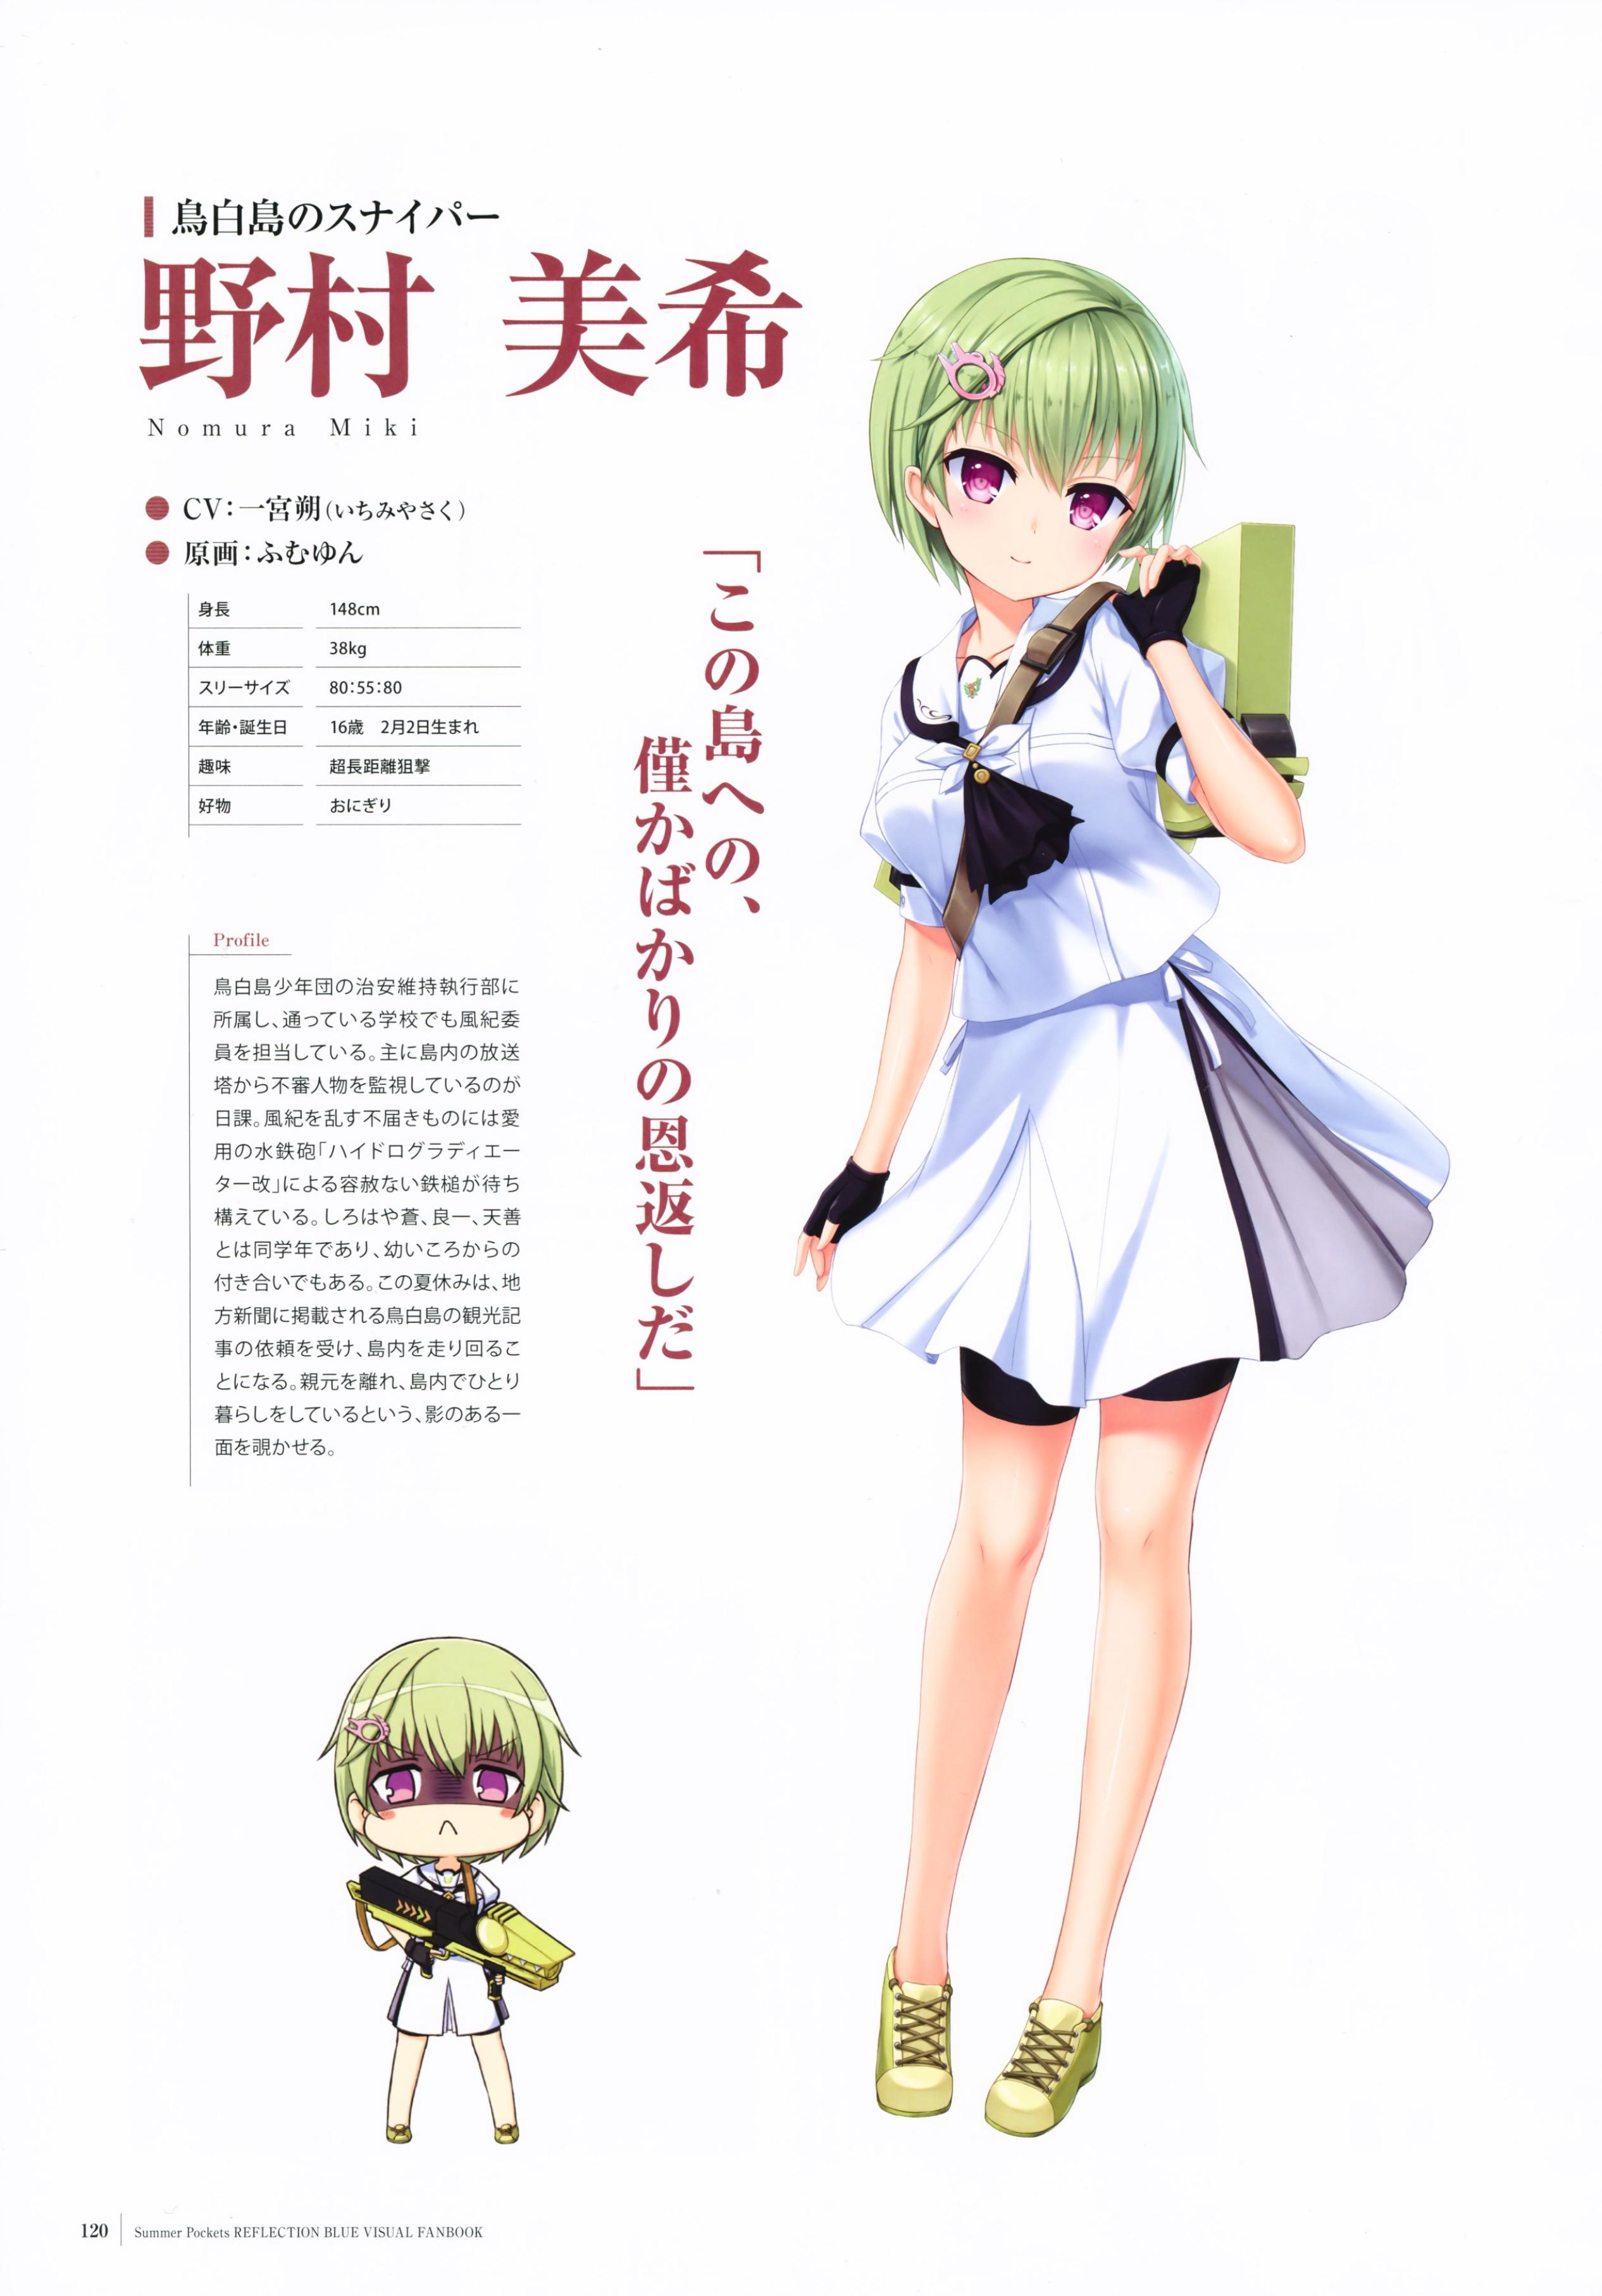 鳥白島のスナイパー
野村 美希
Nomura Miki
● CV：一宮朔（いちみやさく）
● 原画：ふむゆん
身長 148cm
体重 38kg
スリーサイズ 80：55：80
年齢・誕生日 16歳 2月2日生まれ
趣味 超長距離狙撃
好物 おにぎり
「この島への、
僅かばかりの恩返しだ」
Profile
鳥白島少年団の治安維持執行部に
所属し、通っている学校でも風紀委
員を担当している。主に島内の放送
塔から不審人物を監視しているのが
日課。風紀を乱す不届きものには愛
用の水鉄砲「ハイドログラディエー
ター改」による容赦ない鉄槌が待ち
構えている。しろはや蒼、良一、天善
とは同学年であり、幼いころからの
付き合いでもある。この夏休みは、地
方新聞に掲載される鳥白島の観光記
事の依頼を受け、島内を走り回るこ
とになる。親元を離れ、島内でひとり
暮らしをしているという、影のある一
面を覗かせる。
120 Summer Pockets REFLECTION BLUE VISUAL FANBOOK